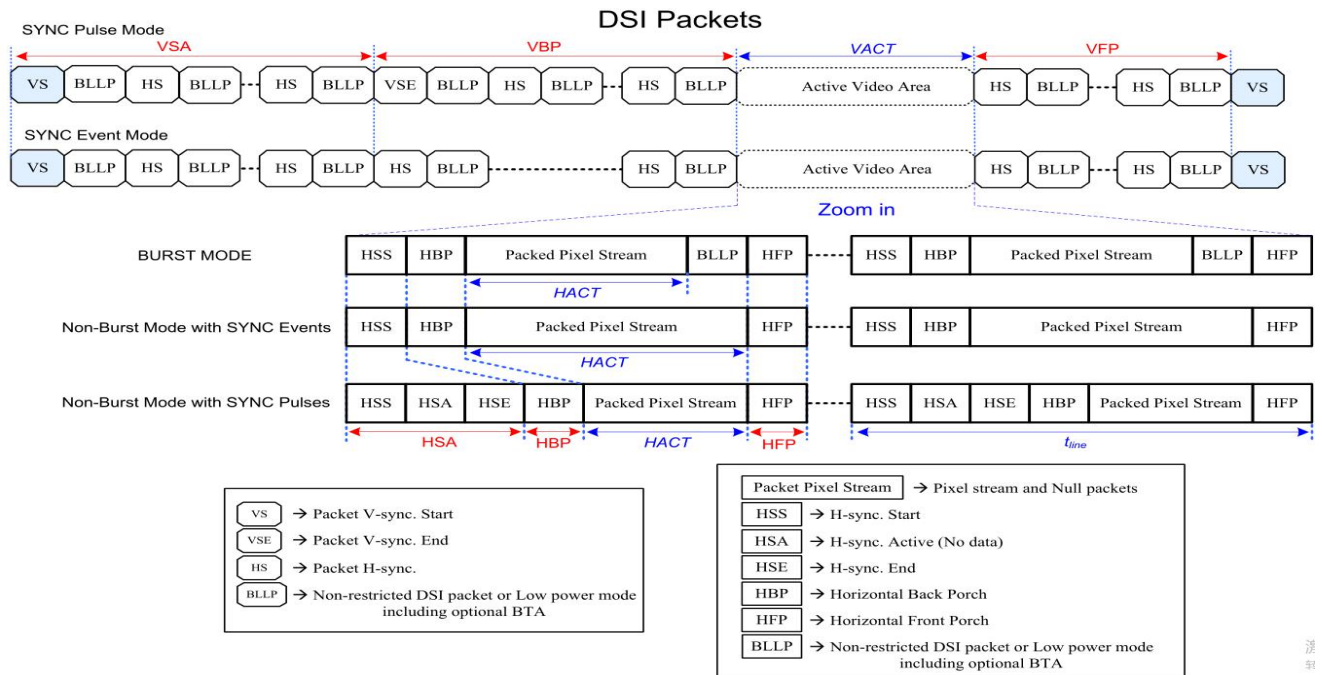 DSI Packets
SYNC Pulse Mode
VSA VBP VACT VFP
VS BLLP HS BLLP HS BLLP VSE BLLP HS BLLP HS BLLP Active Video Area HS BLLP HS BLLP VS
SYNC Event Mode
VS BLLP HS BLLP HS BLLP HS BLLP HS BLLP Active Video Area HS BLLP HS BLLP VS
Zoom in
BURST MODE HSS HBP Packed Pixel Stream BLLP HFP HSS HBP Packed Pixel Stream BLLP HFP
HACT
Non-Burst Mode with SYNC Events HSS HBP Packed Pixel Stream HFP HSS HBP Packed Pixel Stream HFP
HACT
Non-Burst Mode with SYNC Pulses HSS HSA HSE HBP Packed Pixel Stream HFP HSS HSA HSE HBP Packed Pixel Stream HFP
HSA HBP HACT HFP tline
VS → Packet V-sync. Start
VSE → Packet V-sync. End
HS → Packet H-sync.
BLLP → Non-restricted DSI packet or Low power mode
including optional BTA
Packet Pixel Stream → Pixel stream and Null packets
HSS → H-sync. Start
HSA → H-sync. Active (No data)
HSE → H-sync. End
HBP → Horizontal Back Porch
HFP → Horizontal Front Porch
BLLP → Non-restricted DSI packet or Low power mode
including optional BTA